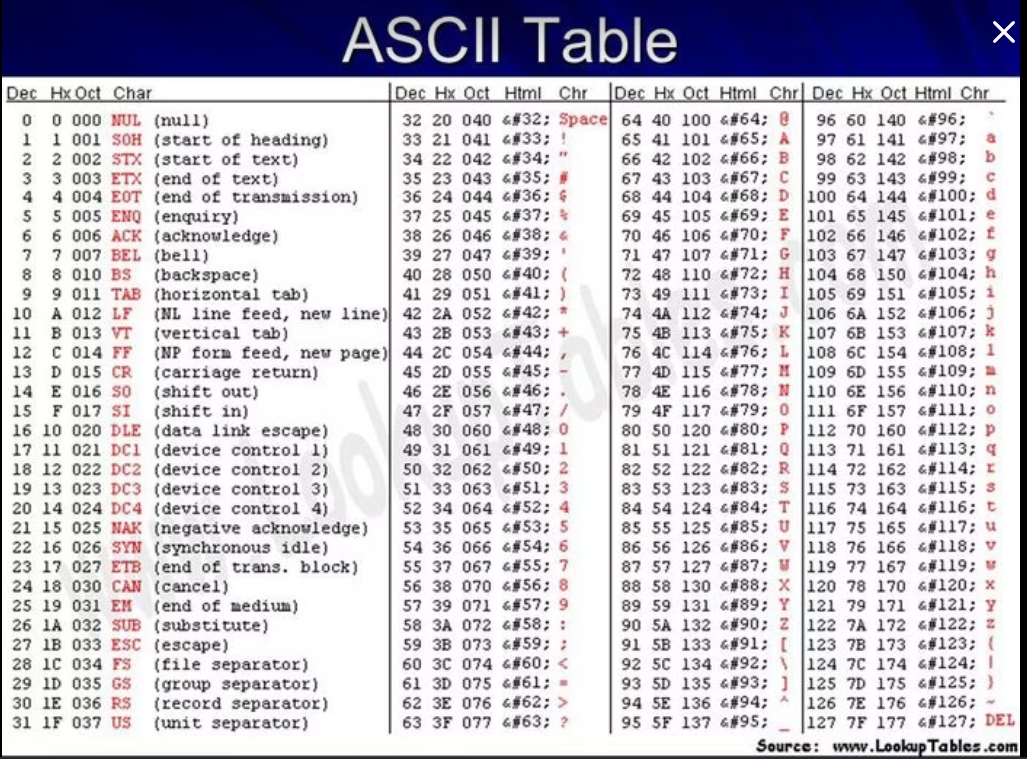 ASCII Table
Dec Hx Oct Char Dec Hx Oct Html Chr Dec Hx Oct Html Chr Dec Hx Oct Html Chr
0 0 000 NUL (null) 32 20 040 &#32; Space 64 40 100 &#64; @ 96 60 140 &#96; `
1 1 001 SOH (start of heading) 33 21 041 &#33; ! 65 41 101 &#65; A 97 61 141 &#97; a
2 2 002 STX (start of text) 34 22 042 &#34; " 66 42 102 &#66; B 98 62 142 &#98; b
3 3 003 ETX (end of text) 35 23 043 &#35; # 67 43 103 &#67; C 99 63 143 &#99; c
4 4 004 EOT (end of transmission) 36 24 044 &#36; $ 68 44 104 &#68; D 100 64 144 &#100; d
5 5 005 ENQ (enquiry) 37 25 045 &#37; % 69 45 105 &#69; E 101 65 145 &#101; e
6 6 006 ACK (acknowledge) 38 26 046 &#38; & 70 46 106 &#70; F 102 66 146 &#102; f
7 7 007 BEL (bell) 39 27 047 &#39; ' 71 47 107 &#71; G 103 67 147 &#103; g
8 8 010 BS (backspace) 40 28 050 &#40; ( 72 48 110 &#72; H 104 68 150 &#104; h
9 9 011 TAB (horizontal tab) 41 29 051 &#41; ) 73 49 111 &#73; I 105 69 151 &#105; i
10 A 012 LF (NL line feed, new line) 42 2A 052 &#42; * 74 4A 112 &#74; J 106 6A 152 &#106; j
11 B 013 VT (vertical tab) 43 2B 053 &#43; + 75 4B 113 &#75; K 107 6B 153 &#107; k
12 C 014 FF (NP form feed, new page) 44 2C 054 &#44; , 76 4C 114 &#76; L 108 6C 154 &#108; l
13 D 015 CR (carriage return) 45 2D 055 &#45; - 77 4D 115 &#77; M 109 6D 155 &#109; m
14 E 016 SO (shift out) 46 2E 056 &#46; . 78 4E 116 &#78; N 110 6E 156 &#110; n
15 F 017 SI (shift in) 47 2F 057 &#47; / 79 4F 117 &#79; O 111 6F 157 &#111; o
16 10 020 DLE (data link escape) 48 30 060 &#48; 0 80 50 120 &#80; P 112 70 160 &#112; p
17 11 021 DC1 (device control 1) 49 31 061 &#49; 1 81 51 121 &#81; Q 113 71 161 &#113; q
18 12 022 DC2 (device control 2) 50 32 062 &#50; 2 82 52 122 &#82; R 114 72 162 &#114; r
19 13 023 DC3 (device control 3) 51 33 063 &#51; 3 83 53 123 &#83; S 115 73 163 &#115; s
20 14 024 DC4 (device control 4) 52 34 064 &#52; 4 84 54 124 &#84; T 116 74 164 &#116; t
21 15 025 NAK (negative acknowledge) 53 35 065 &#53; 5 85 55 125 &#85; U 117 75 165 &#117; u
22 16 026 SYN (synchronous idle) 54 36 066 &#54; 6 86 56 126 &#86; V 118 76 166 &#118; v
23 17 027 ETB (end of trans. block) 55 37 067 &#55; 7 87 57 127 &#87; W 119 77 167 &#119; w
24 18 030 CAN (cancel) 56 38 070 &#56; 8 88 58 130 &#88; X 120 78 170 &#120; x
25 19 031 EM (end of medium) 57 39 071 &#57; 9 89 59 131 &#89; Y 121 79 171 &#121; y
26 1A 032 SUB (substitute) 58 3A 072 &#58; : 90 5A 132 &#90; Z 122 7A 172 &#122; z
27 1B 033 ESC (escape) 59 3B 073 &#59; ; 91 5B 133 &#91; [ 123 7B 173 &#123; {
28 1C 034 FS (file separator) 60 3C 074 &#60; < 92 5C 134 &#92; \ 124 7C 174 &#124; |
29 1D 035 GS (group separator) 61 3D 075 &#61; = 93 5D 135 &#93; ] 125 7D 175 &#125; }
30 1E 036 RS (record separator) 62 3E 076 &#62; > 94 5E 136 &#94; ^ 126 7E 176 &#126; ~
31 1F 037 US (unit separator) 63 3F 077 &#63; ? 95 5F 137 &#95; _ 127 7F 177 &#127; DEL
Source: www.LookupTables.com